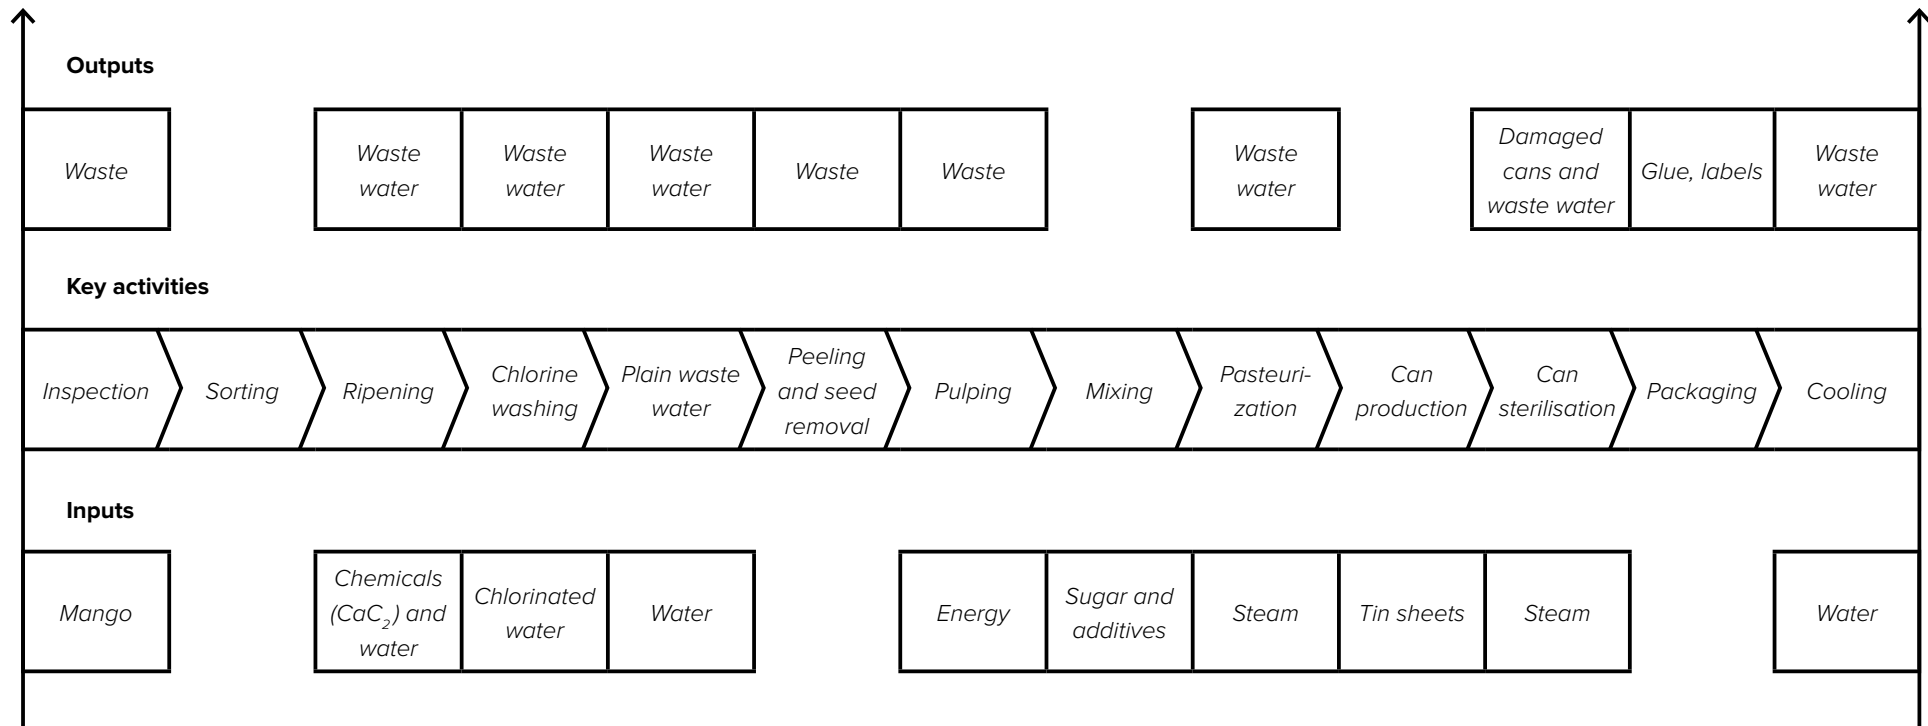 Outputs
Waste
Waste
water
Waste
water
Waste
water
Waste
Waste
Waste
water
Damaged
cans and
waste water
Glue, labels
Waste
water
Key activities
Inspection
Sorting
Ripening
Chlorine
washing
Plain waste
water
Peeling
and seed
removal
Pulping
Mixing
Pasteuri-
zation
Can
production
Can
sterilisation
Packaging
Cooling
Inputs
Mango
Chemicals
(CaC₂) and
water
Chlorinated
water
Water
Energy
Sugar and
additives
Steam
Tin sheets
Steam
Water